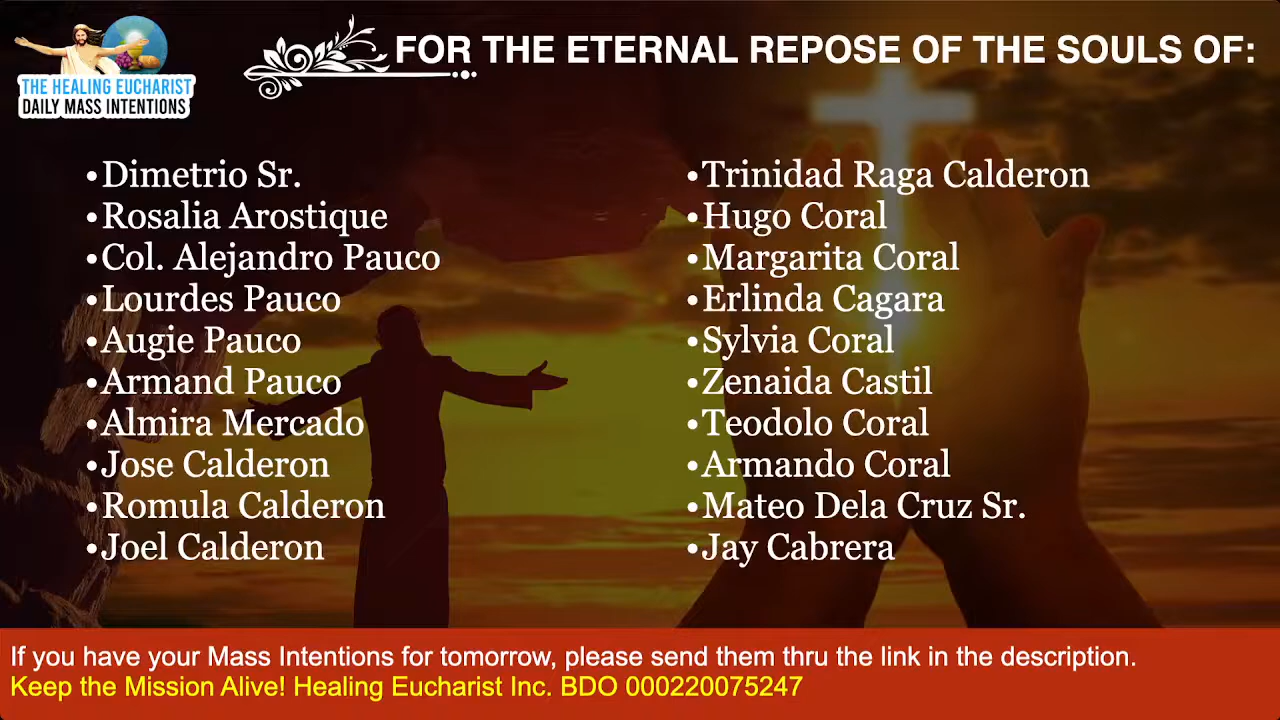 THE HEALING EUCHARIST
DAILY MASS INTENTIONS
FOR THE ETERNAL REPOSE OF THE SOULS OF:
•Dimetrio Sr.
•Rosalia Arostique
•Col. Alejandro Pauco
•Lourdes Pauco
•Augie Pauco
•Armand Pauco
•Almira Mercado
•Jose Calderon
•Romula Calderon
•Joel Calderon
•Trinidad Raga Calderon
•Hugo Coral
•Margarita Coral
•Erlinda Cagara
•Sylvia Coral
•Zenaida Castil
•Teodolo Coral
•Armando Coral
•Mateo Dela Cruz Sr.
•Jay Cabrera
If you have your Mass Intentions for tomorrow, please send them thru the link in the description.
Keep the Mission Alive! Healing Eucharist Inc. BDO 000220075247